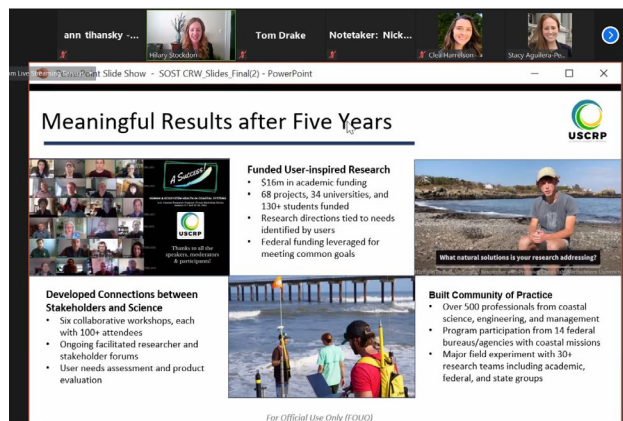 ann tihansky -...
Hilary Stockdon
Tom Drake
Notetaker: Nick...
Clea Harrelson
Stacy Aguilera-Pe...
Point Slide Show - SOST CRW_Slides_Final(2) - PowerPoint
Meaningful Results after Five Years
USCRP
A Success!
USCRP
Thanks to all the
speakers, moderators
& participants!
Funded User-inspired Research
• $16m in academic funding
• 68 projects, 34 universities, and
130+ students funded
• Research directions tied to needs
identified by users
• Federal funding leveraged for
meeting common goals
What natural solutions is your research addressing?
Developed Connections between
Stakeholders and Science
• Six collaborative workshops, each
with 100+ attendees
• Ongoing facilitated researcher and
stakeholder forums
• User needs assessment and product
evaluation
Built Community of Practice
• Over 500 professionals from coastal
science, engineering, and management
• Program participation from 14 federal
bureaus/agencies with coastal missions
• Major field experiment with 30+
research teams including academic,
federal, and state groups
For Official Use Only (FOUO)